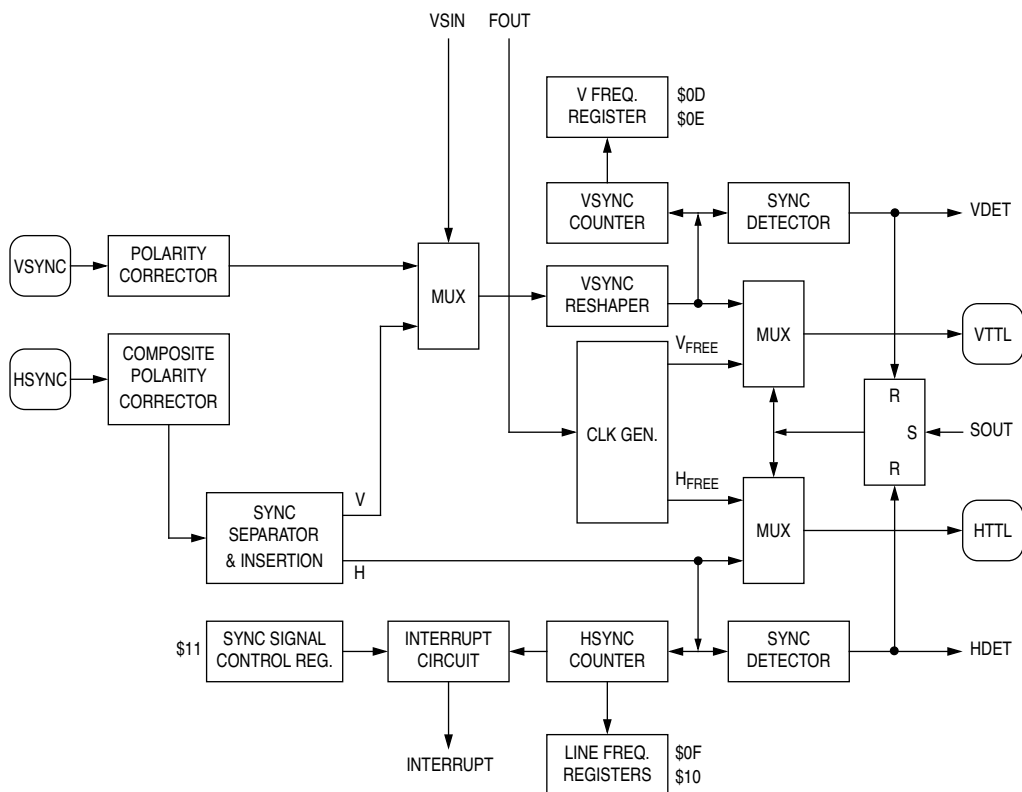 VSIN
FOUT
V FREQ.
REGISTER
$0D
$0E
VSYNC
COUNTER
SYNC
DETECTOR
VDET
VSYNC
POLARITY
CORRECTOR
MUX
VSYNC
RESHAPER
MUX
VTTL
HSYNC
COMPOSITE
POLARITY
CORRECTOR
VFREE
CLK GEN.
R
S
R
SOUT
HFREE
V
SYNC
SEPARATOR
& INSERTION
H
MUX
HTTL
$11
SYNC SIGNAL
CONTROL REG.
INTERRUPT
CIRCUIT
HSYNC
COUNTER
SYNC
DETECTOR
HDET
INTERRUPT
LINE FREQ.
REGISTERS
$0F
$10